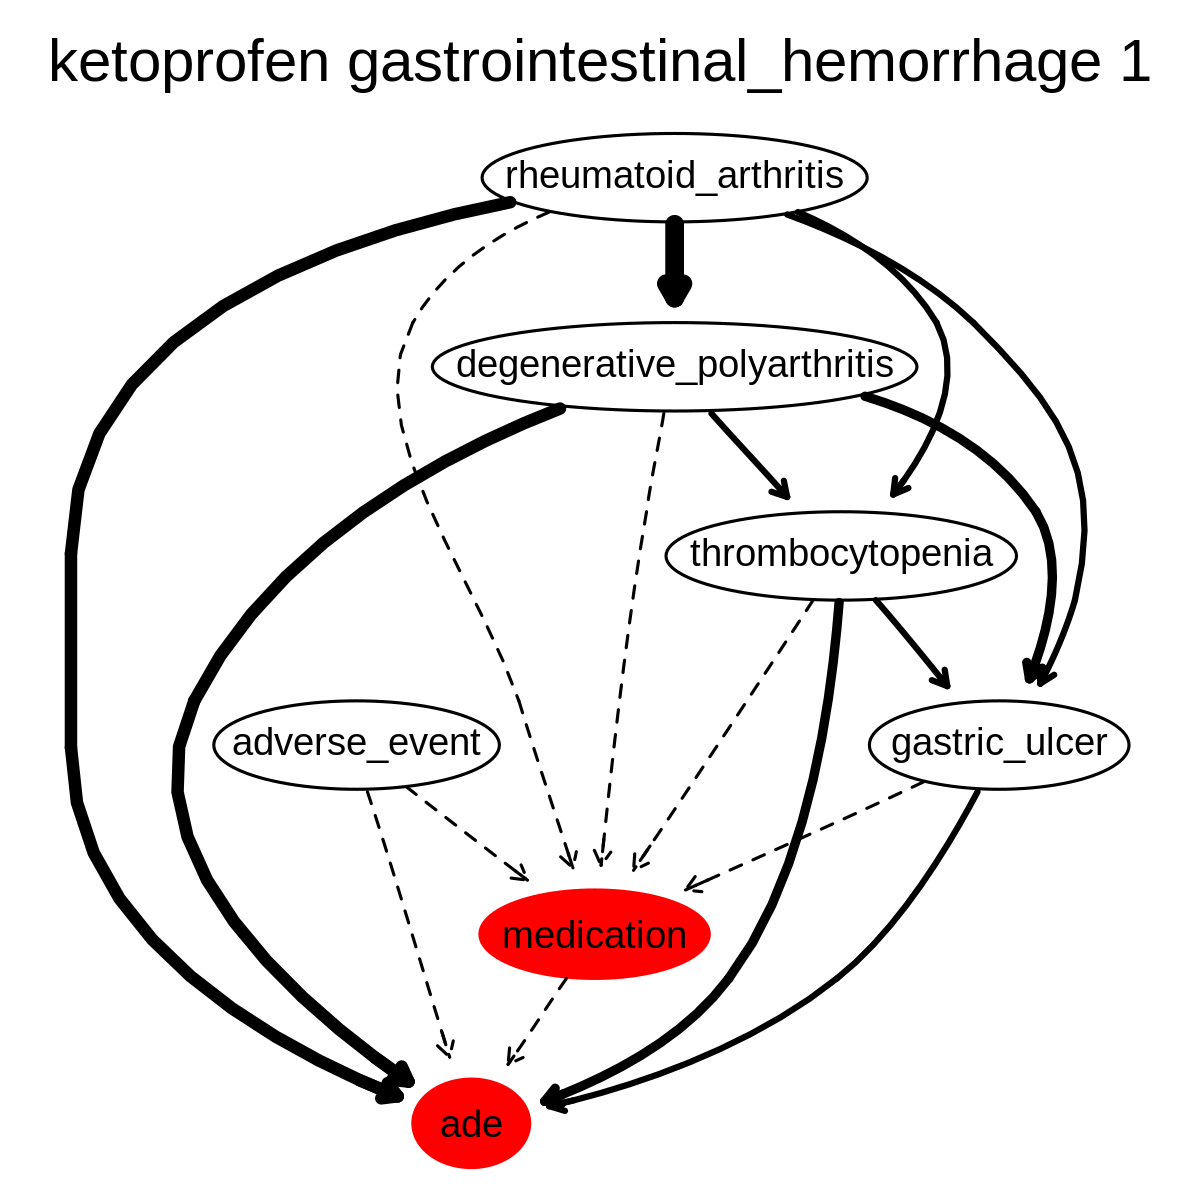 ketoprofen gastrointestinal_hemorrhage 1
rheumatoid_arthritis
degenerative_polyarthritis
thrombocytopenia
adverse_event
gastric_ulcer
medication
ade